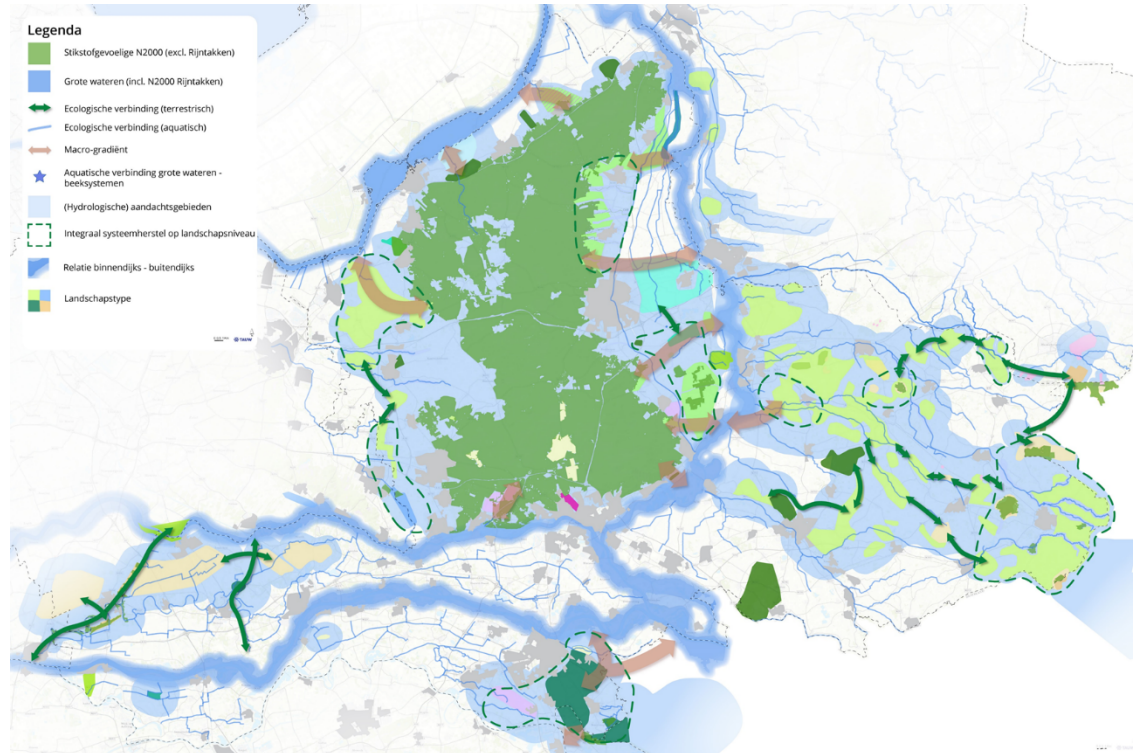 Legenda
Stikstofgevoelige N2000 (excl. Rijntakken)
Grote wateren (incl. N2000 Rijntakken)
Ecologische verbinding (terrestrisch)
Ecologische verbinding (aquatisch)
Macro-gradiënt
Aquatische verbinding grote wateren -
beeksystemen
(Hydrologische) aandachtsgebieden
Integraal systeemherstel op landschapsniveau
Relatie binnendijks - buitendijks
Landschapstype